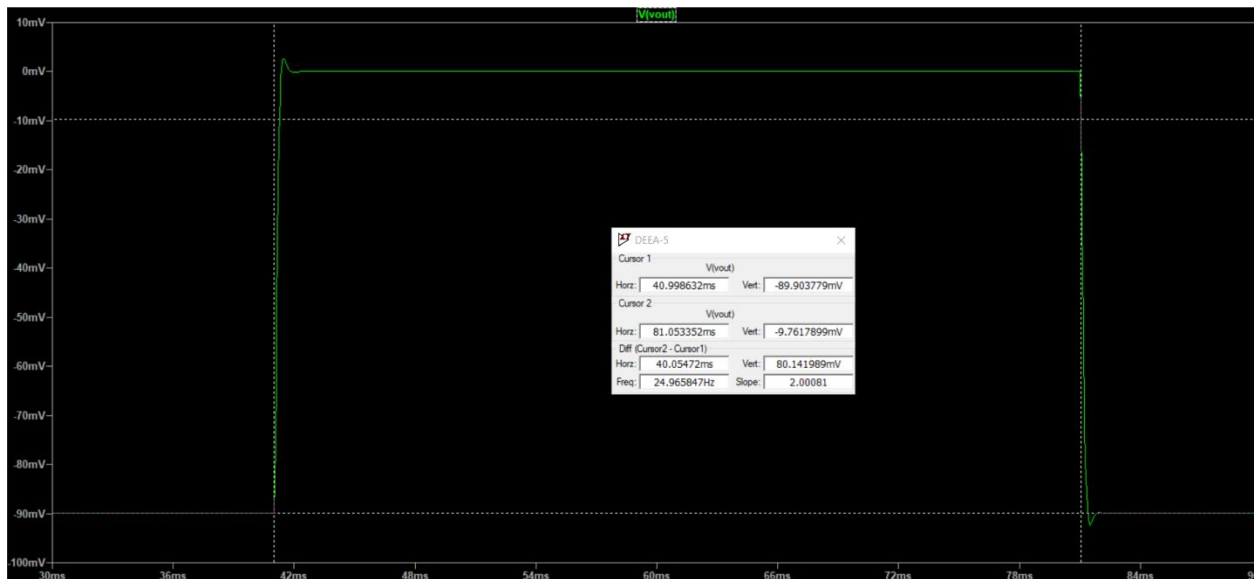 V(vout)
10mV
0mV
-10mV
-20mV
-30mV
-40mV
-50mV
-60mV
-70mV
-80mV
-90mV
-100mV
30ms 36ms 42ms 48ms 54ms 60ms 66ms 72ms 78ms 84ms
DEEA-5
Cursor 1
V(vout)
Horz: 40.998632ms Vert: -89.903779mV
Cursor 2
V(vout)
Horz: 81.053352ms Vert: -9.7617899mV
Diff (Cursor2 - Cursor1)
Horz: 40.05472ms Vert: 80.141989mV
Freq: 24.965847Hz Slope: 2.00081